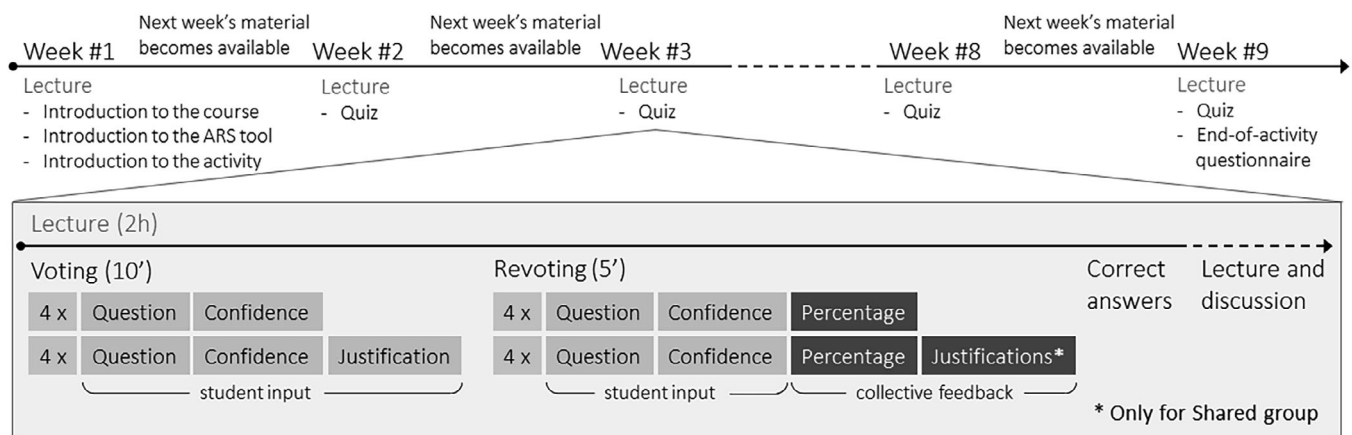 Next week's material
becomes available
Next week's material
becomes available
Next week's material
becomes available
Week #1
Week #2
Week #3
Week #8
Week #9
Lecture
- Introduction to the course
- Introduction to the ARS tool
- Introduction to the activity
Lecture
- Quiz
Lecture
- Quiz
Lecture
- Quiz
Lecture
- Quiz
- End-of-activity
questionnaire
Lecture (2h)
Voting (10')
4 x Question Confidence
4 x Question Confidence Justification
student input
Revoting (5')
4 x Question Confidence Percentage
4 x Question Confidence Percentage Justifications*
student input
collective feedback
Correct
answers
Lecture and
discussion
* Only for Shared group